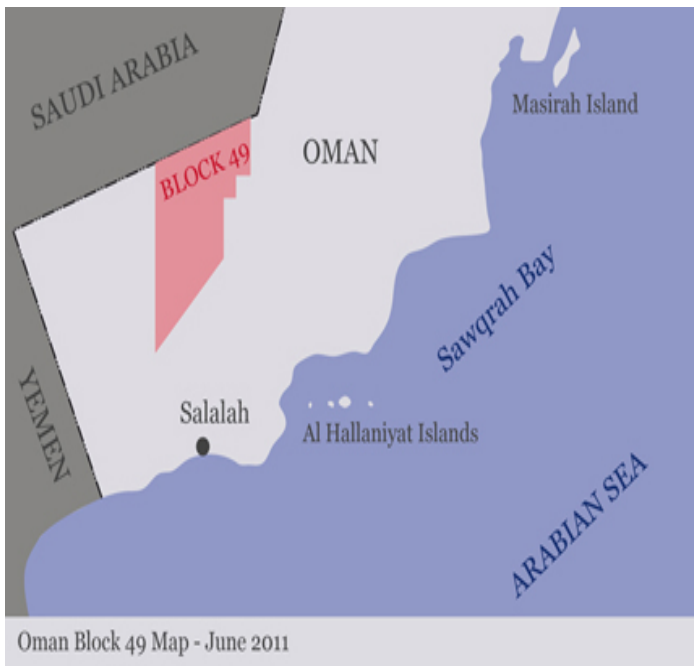 SAUDI ARABIA
Masirah Island
OMAN
BLOCK 49
Sawqrah Bay
YEMEN
Salalah
Al Hallaniyat Islands
ARABIAN SEA
Oman Block 49 Map - June 2011